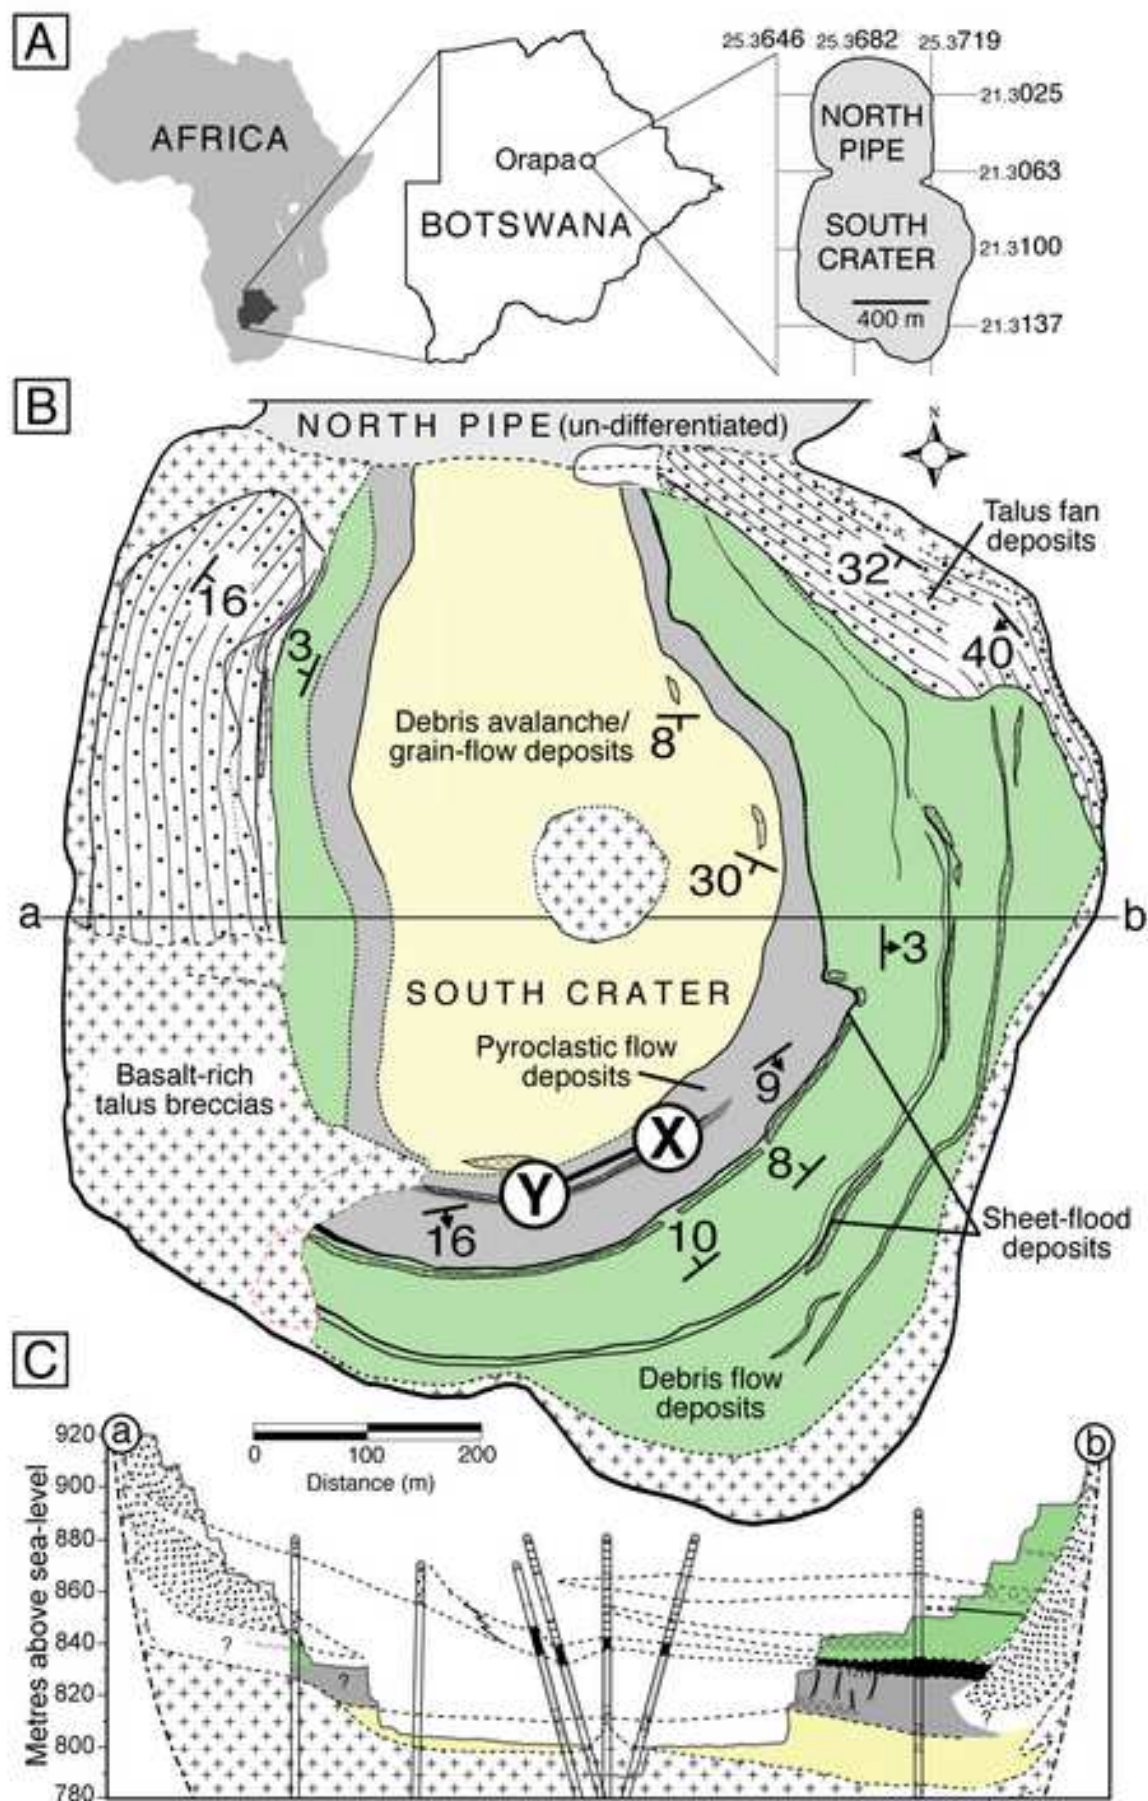 A
AFRICA
Orapa
BOTSWANA
25.3646 25.3682 25.3719
NORTH
PIPE
SOUTH
CRATER
400 m
21.3025
21.3063
21.3100
21.3137
B
NORTH PIPE (un-differentiated)
N
Talus fan
deposits
32
40
16
3
Debris avalanche/
grain-flow deposits
8
30
a
b
3
SOUTH CRATER
Pyroclastic flow
deposits
Basalt-rich
talus breccias
9
X
8
Y
16
10
Sheet-flood
deposits
Debris flow
deposits
C
Metres above sea-level
920
900
880
860
840
820
800
780
a
b
0 100 200
Distance (m)
?
?
?